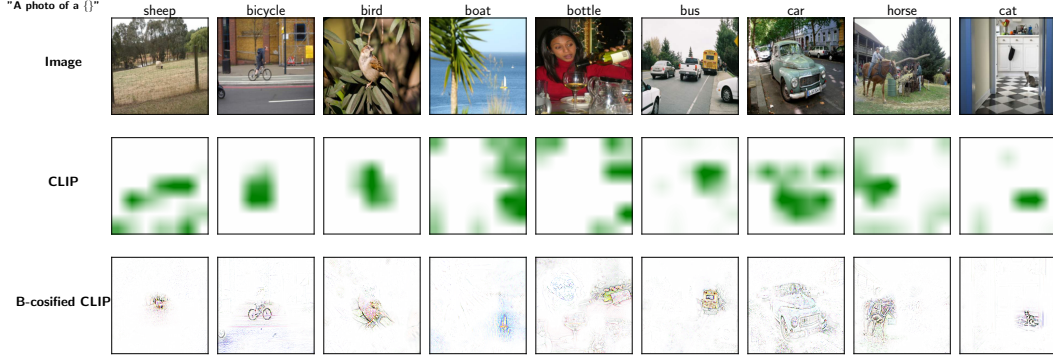 "A photo of a {}"
sheep bicycle bird boat bottle bus car horse cat
Image
CLIP
B-cosified CLIP